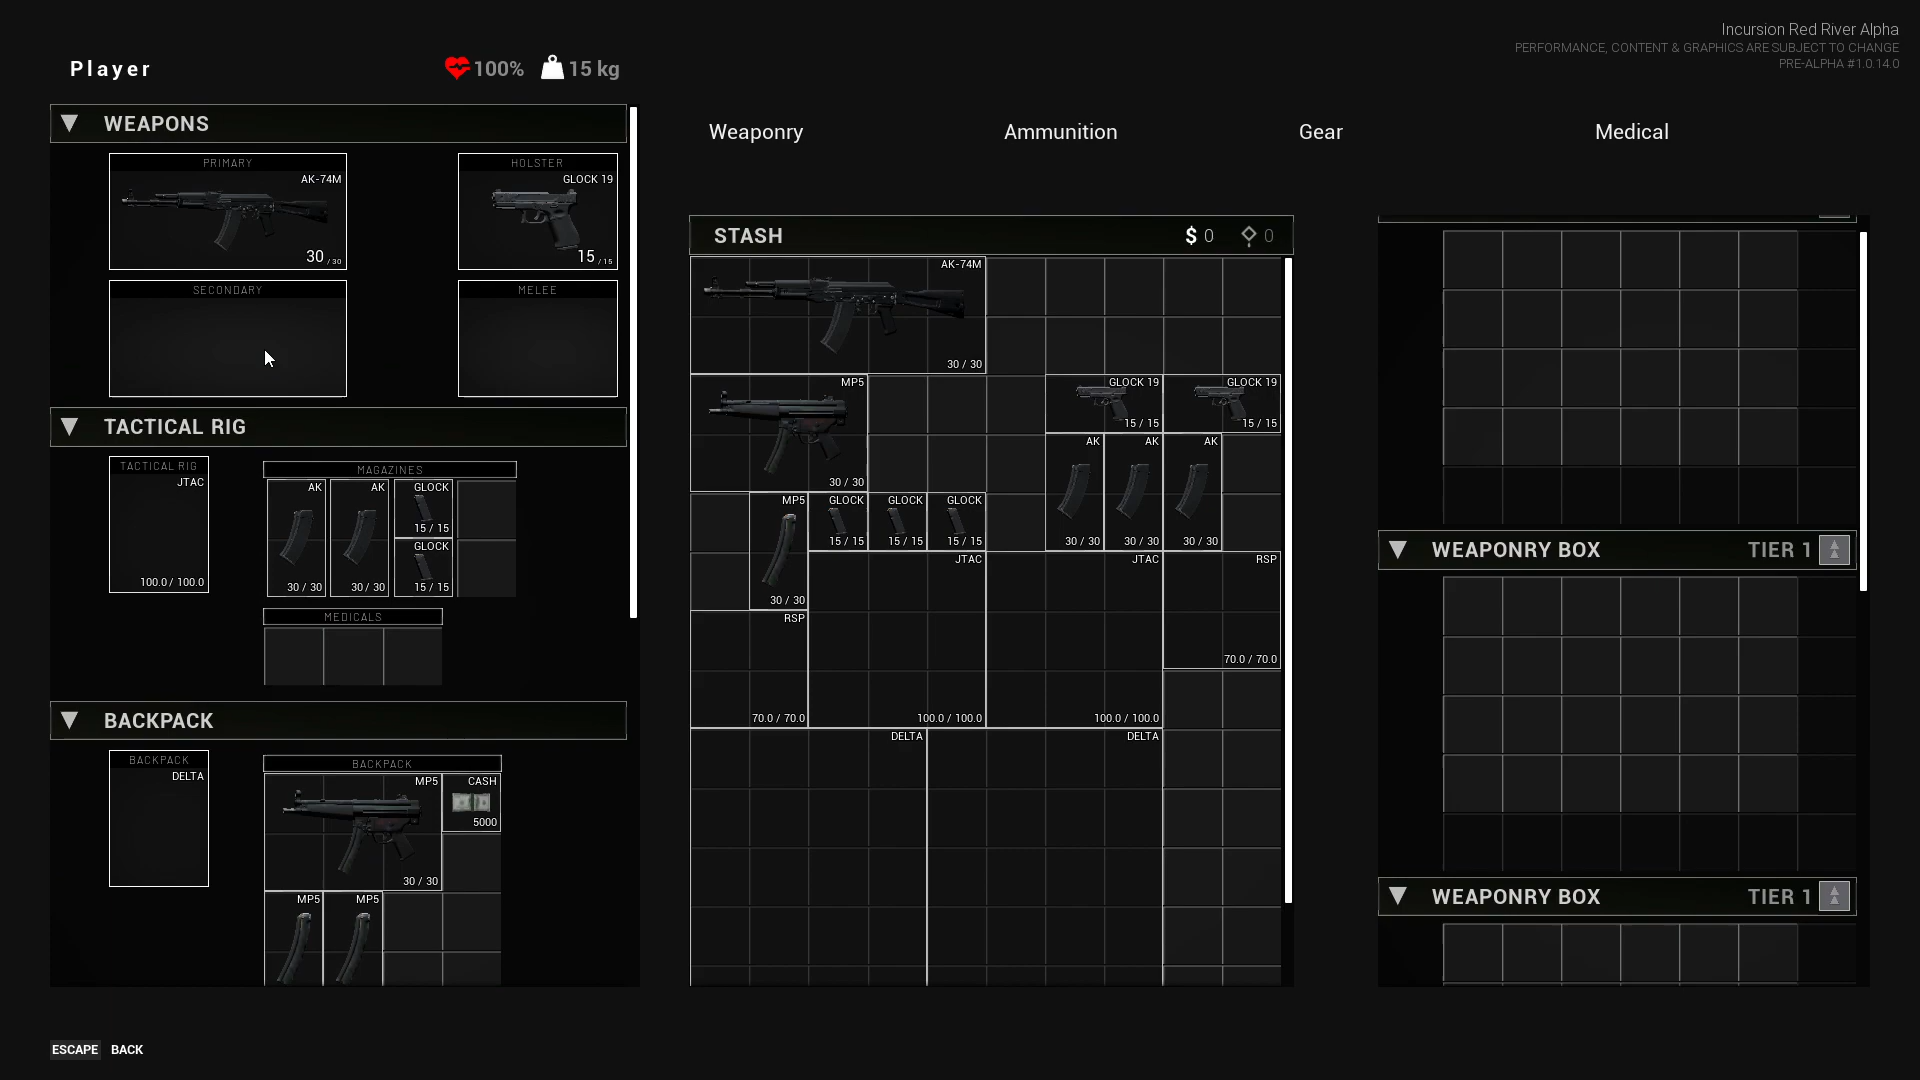 Incursion Red River Alpha
PERFORMANCE, CONTENT & GRAPHICS ARE SUBJECT TO CHANGE
PRE-ALPHA #1.0.14.0
Player
100%
15 kg
WEAPONS
PRIMARY
AK-74M
30 / 30
HOLSTER
GLOCK 19
15 / 15
SECONDARY
MELEE
TACTICAL RIG
TACTICAL RIG
JTAC
100.0 / 100.0
MAGAZINES
AK
30 / 30
AK
30 / 30
GLOCK
15 / 15
GLOCK
15 / 15
MEDICALS
BACKPACK
BACKPACK
DELTA
BACKPACK
MP5
30 / 30
CASH
5000
MP5
MP5
Weaponry
Ammunition
Gear
Medical
STASH
$ 0
0
AK-74M
30 / 30
MP5
30 / 30
GLOCK 19
15 / 15
GLOCK 19
15 / 15
AK
30 / 30
AK
30 / 30
AK
30 / 30
MP5
30 / 30
GLOCK
15 / 15
GLOCK
15 / 15
GLOCK
15 / 15
JTAC
100.0 / 100.0
JTAC
100.0 / 100.0
RSP
70.0 / 70.0
RSP
70.0 / 70.0
DELTA
DELTA
WEAPONRY BOX
TIER 1
WEAPONRY BOX
TIER 1
ESCAPE BACK